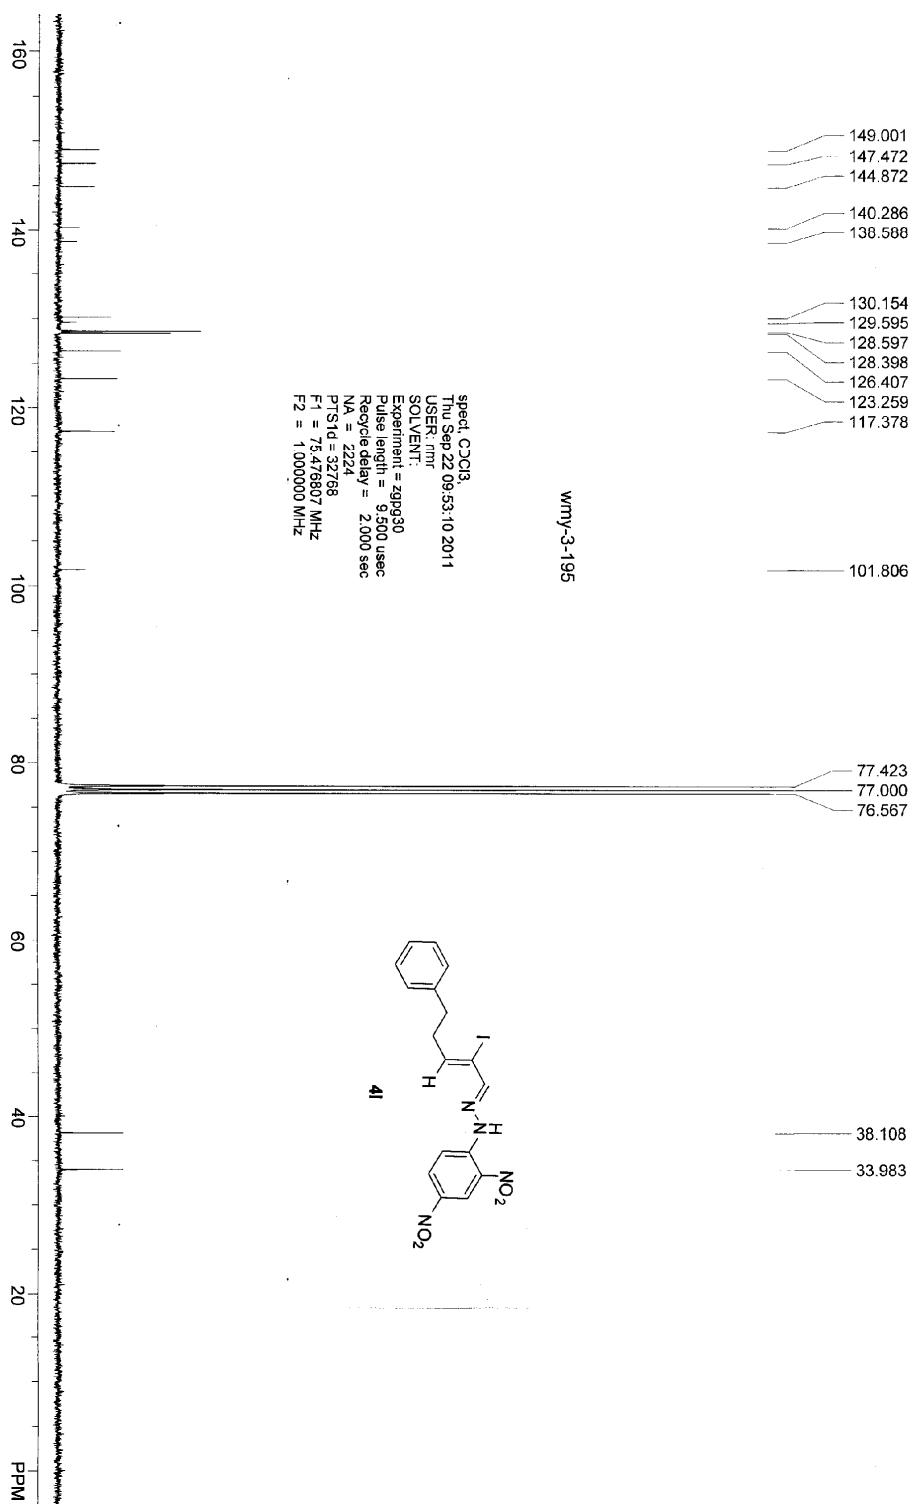 149.001
147.472
144.872
140.286
138.588
130.154
129.595
128.597
128.398
126.407
123.259
117.378
101.806
77.423
77.000
76.567
38.108
33.983
wmy-3-195
spect, CDCl3,
Thu Sep 22 09:53:10 2011
USER: nmr
SOLVENT:
Experiment = zgpg30
Pulse length = 9.500 usec
Recycle delay = 2.000 sec
NA = 2224
PTS1d = 32768
F1 = 75.476807 MHz
F2 = 1.000000 MHz
I
H
N
N
H
NO2
NO2
4l
160
140
120
100
80
60
40
20
PPM